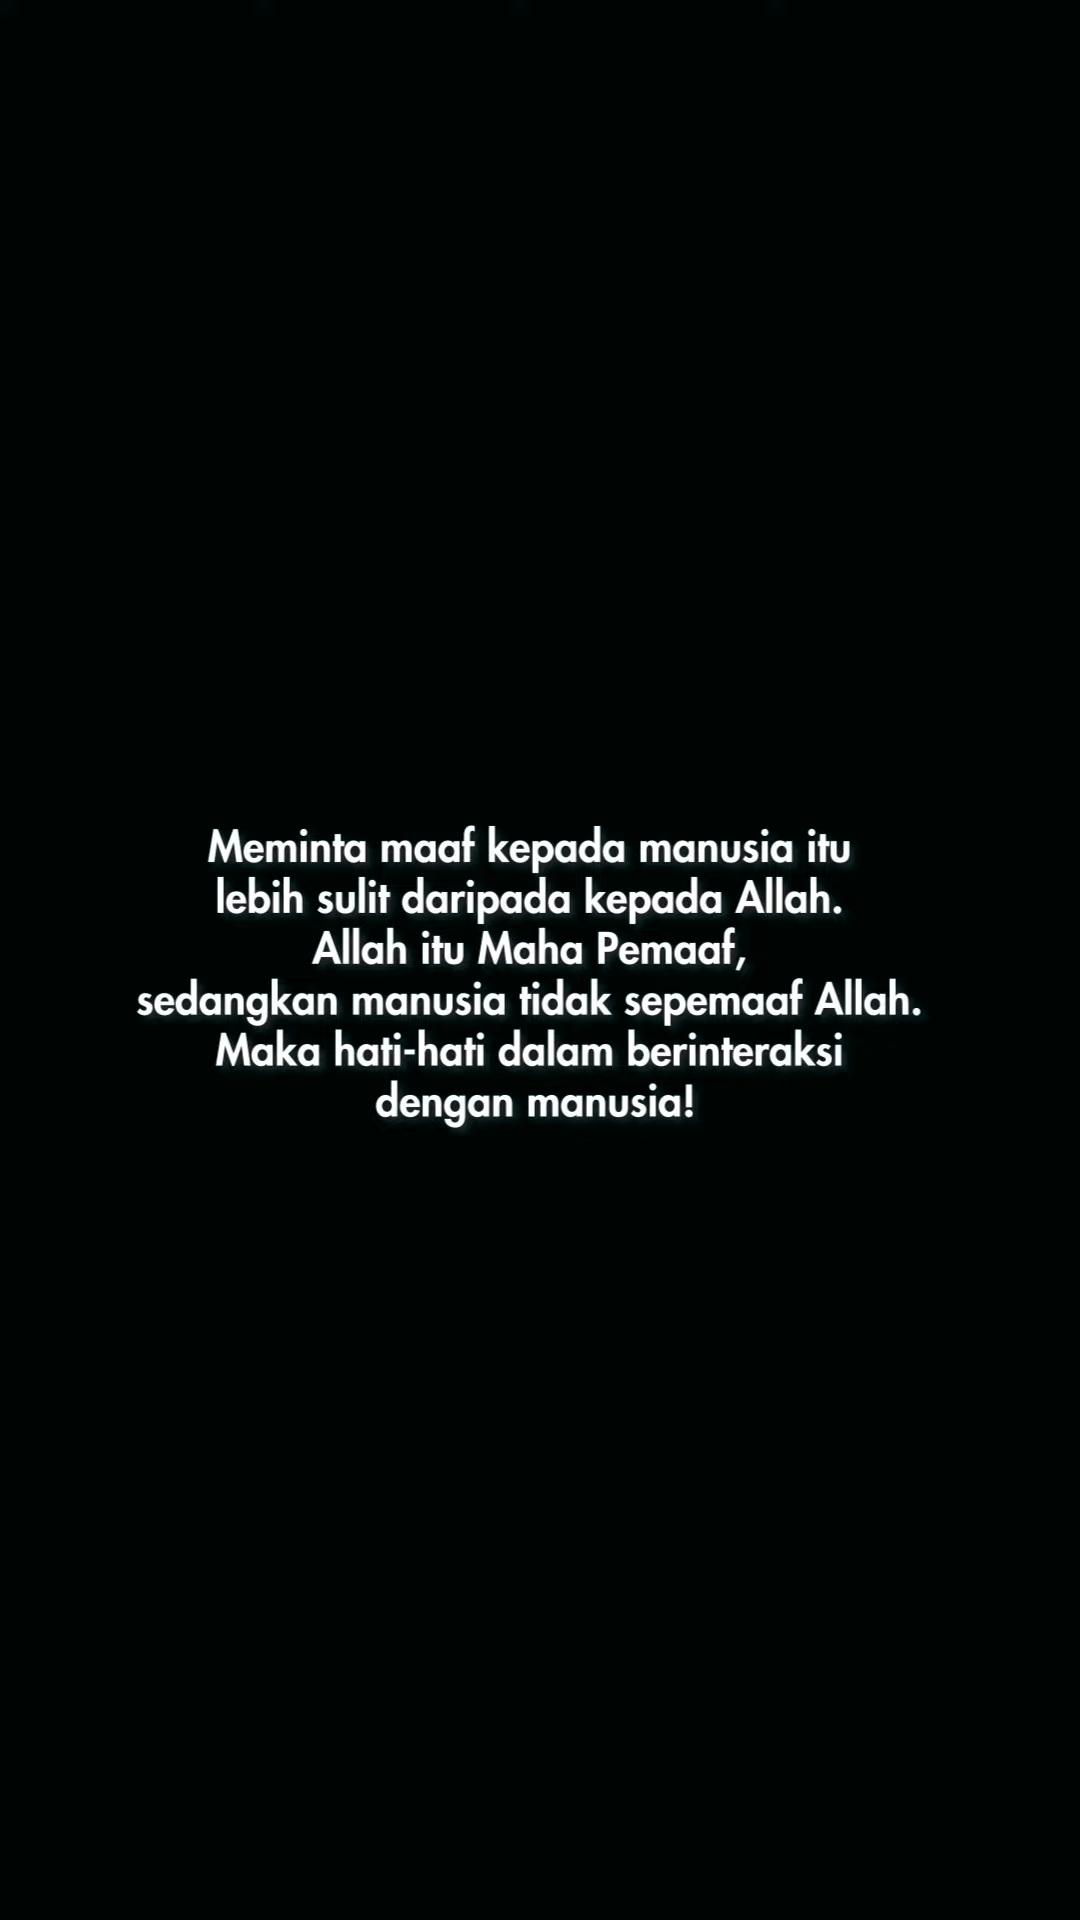 Meminta maaf kepada manusia itu
lebih sulit daripada kepada Allah.
Allah itu Maha Pemaaf,
sedangkan manusia tidak sepemaaf Allah.
Maka hati-hati dalam berinteraksi
dengan manusia!